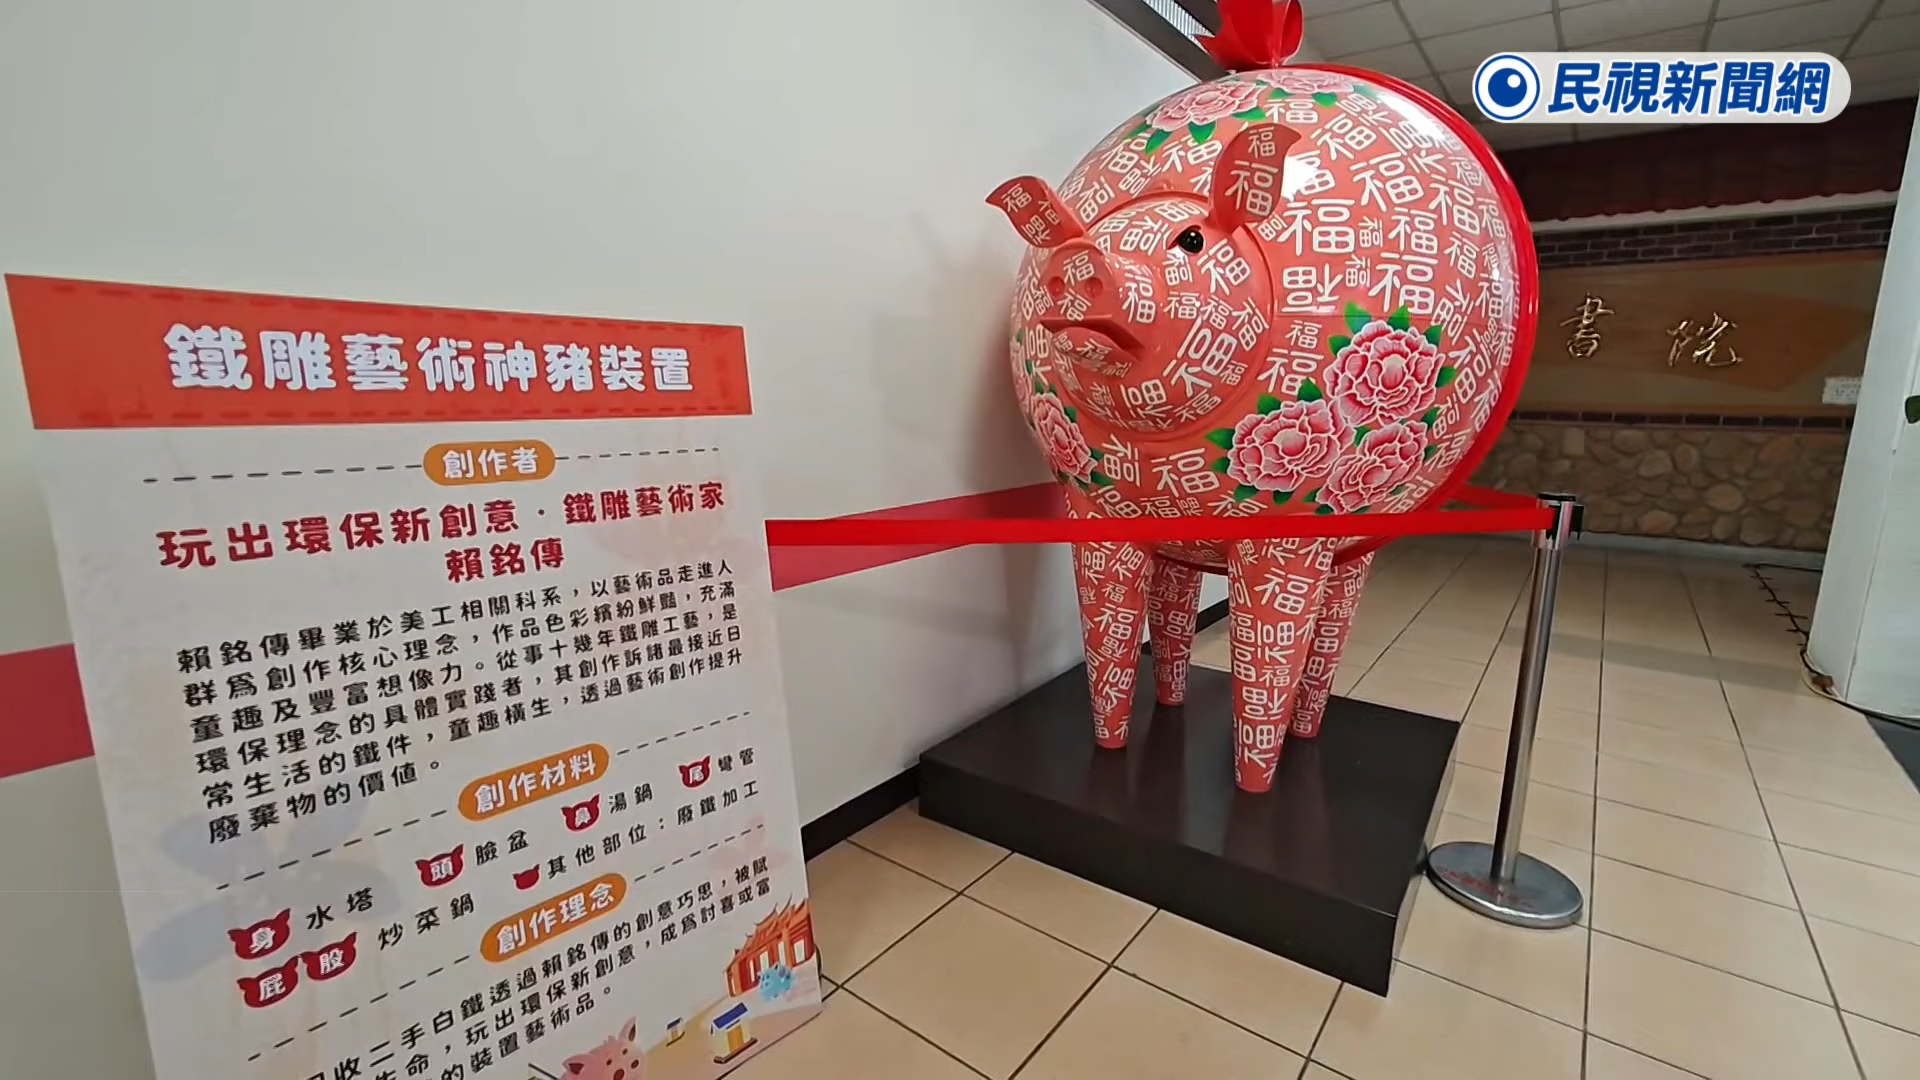 民視新聞網
鐵雕藝術神豬裝置
創作者
玩出環保新創意·鐵雕藝術家
賴銘傳
賴銘傳畢業於美工相關科系，以藝術品走進人
群為創作核心理念，作品色彩繽紛鮮豔，充滿
童趣及豐富想像力。從事十幾年鐵雕工藝，是
環保理念的具體實踐者，其創作訴諸最接近日
常生活的鐵件，童趣橫生，透過藝術創作提升
廢棄物的價值。
創作材料
身 水塔 頭 臉盆 鼻 湯鍋 尾 彎管
屁股 炒菜鍋 其他部位：廢鐵加工
創作理念
收二手白鐵透過賴銘傳的創意巧思，被賦
生命，玩出環保新創意，成為討喜或富
的裝置藝術品。
書院
福